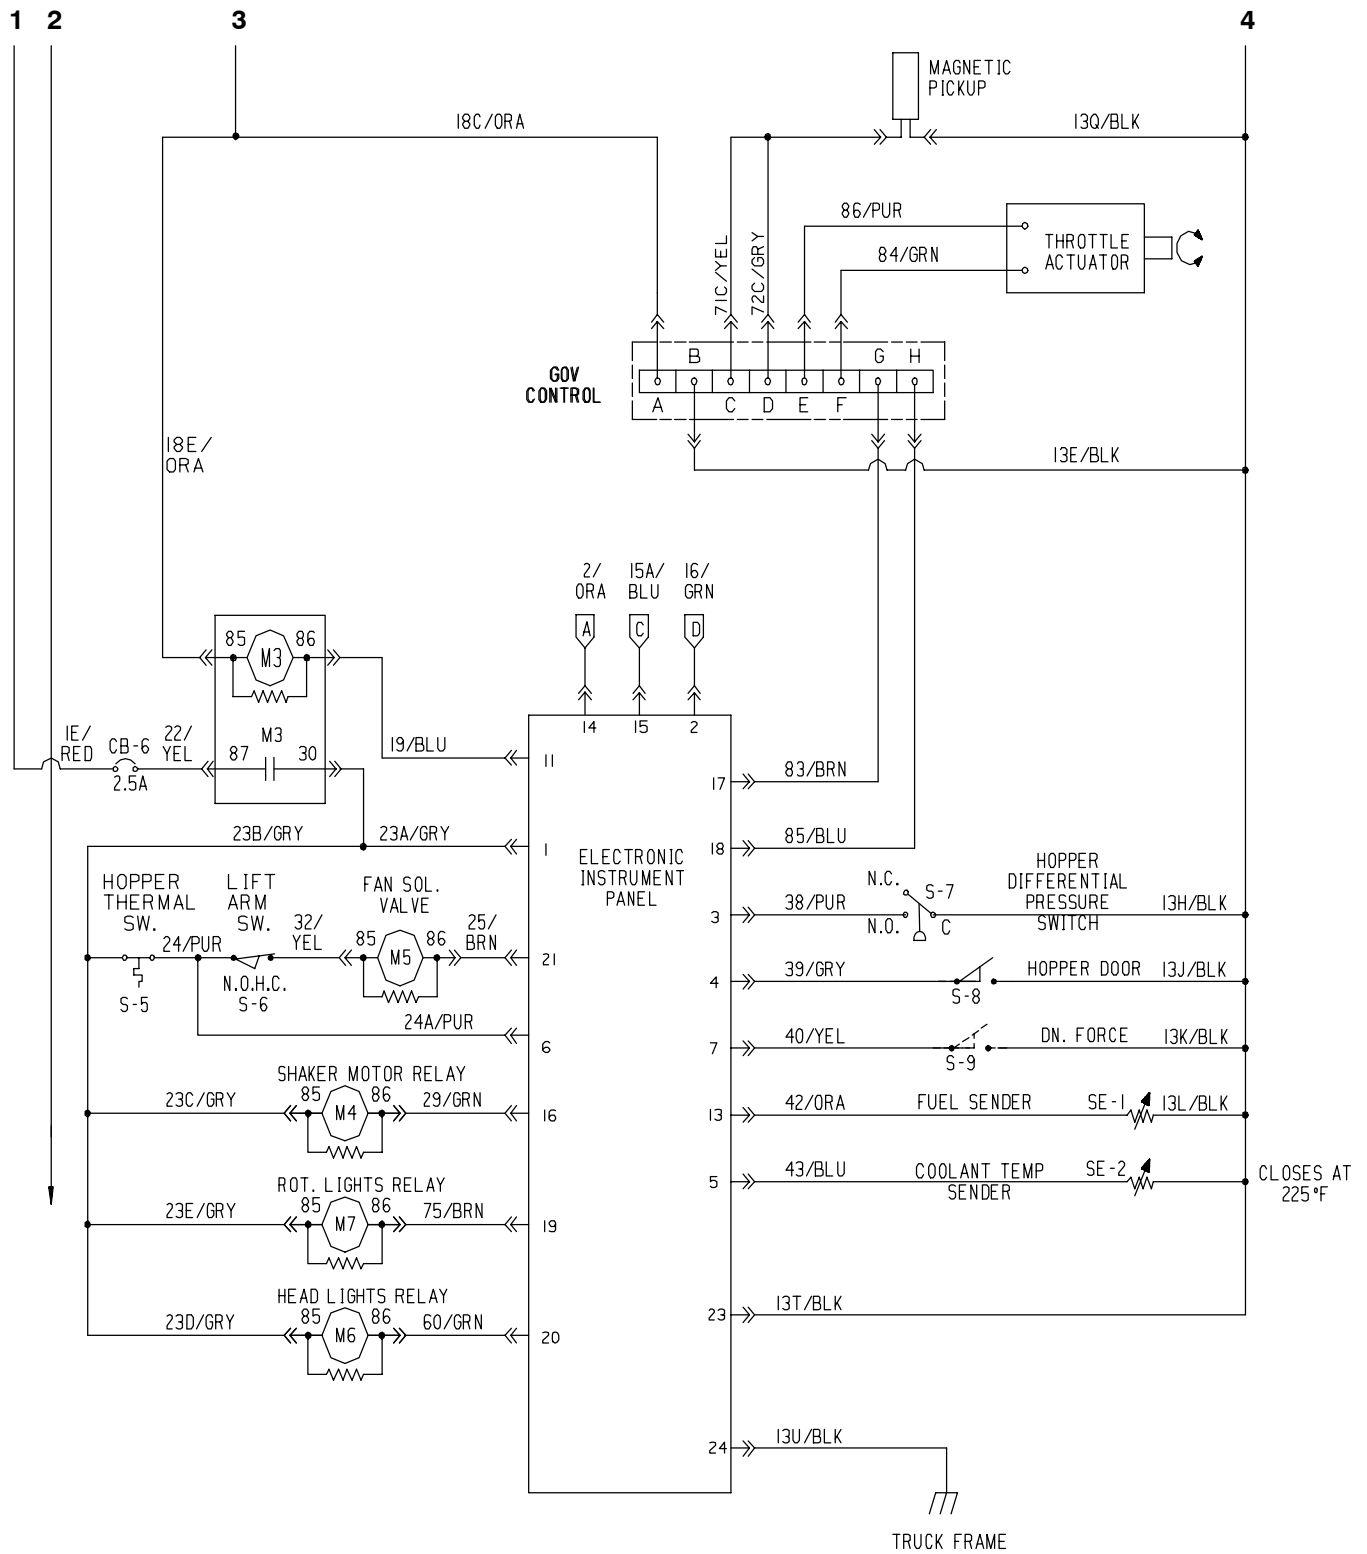 1 2 3 4
MAGNETIC
PICKUP
18C/ORA
13Q/BLK
86/PUR
THROTTLE
ACTUATOR
84/GRN
71C/YEL
72C/GRY
B G H
GOV
CONTROL
A C D E F
18E/
ORA
13E/BLK
2/
ORA
15A/
BLU
16/
GRN
A C D
85 M3 86
14 15 2
1E/
RED
CB-6
2.5A
22/
YEL
M3
87 30
19/BLU
11
83/BRN
17
23B/GRY
23A/GRY
1
85/BLU
18
ELECTRONIC
INSTRUMENT
PANEL
HOPPER
THERMAL
SW.
LIFT
ARM
SW.
FAN SOL.
VALVE
HOPPER
DIFFERENTIAL
PRESSURE
SWITCH
N.C.
S-7
N.O.
C
3
38/PUR
13H/BLK
24/PUR
32/
YEL
85 M5 86
25/
BRN
21
S-5
N.O.H.C.
S-6
4
39/GRY
S-8
HOPPER DOOR
13J/BLK
24A/PUR
6
7
40/YEL
S-9
DN. FORCE
13K/BLK
SHAKER MOTOR RELAY
23C/GRY
85 M4 86
29/GRN
16
13
42/ORA
FUEL SENDER
SE-1
13L/BLK
5
43/BLU
COOLANT TEMP
SENDER
SE-2
CLOSES AT
225°F
ROT. LIGHTS RELAY
23E/GRY
85 M7 86
75/BRN
19
HEAD LIGHTS RELAY
23D/GRY
85 M6 86
60/GRN
20
23
13T/BLK
24
13U/BLK
TRUCK FRAME